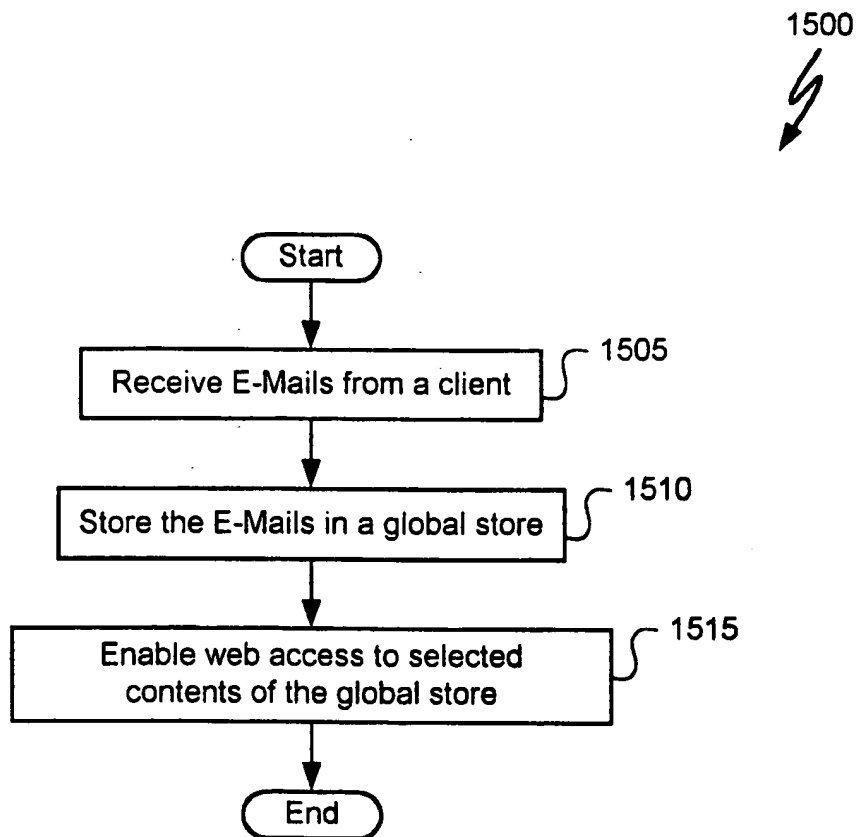 1500
Start
Receive E-Mails from a client
1505
Store the E-Mails in a global store
1510
Enable web access to selected
contents of the global store
1515
End